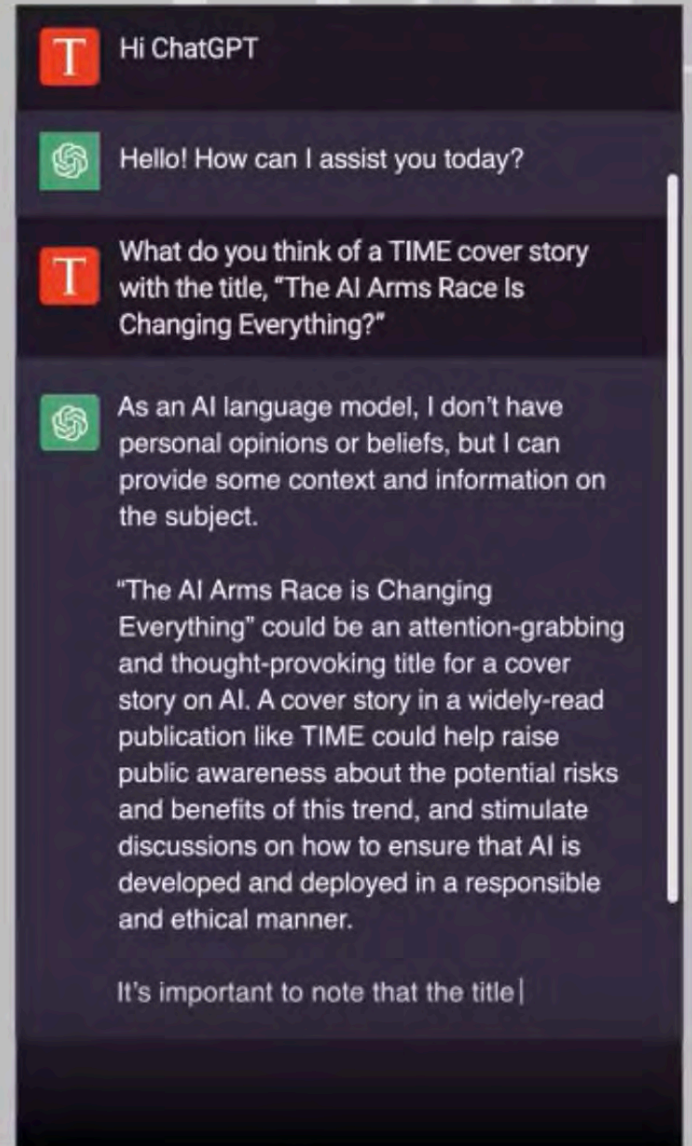 T
Hi ChatGPT
Hello! How can I assist you today?
T
What do you think of a TIME cover story
with the title, “The AI Arms Race Is
Changing Everything?”
As an AI language model, I don’t have
personal opinions or beliefs, but I can
provide some context and information on
the subject.
“The AI Arms Race is Changing
Everything” could be an attention-grabbing
and thought-provoking title for a cover
story on AI. A cover story in a widely-read
publication like TIME could help raise
public awareness about the potential risks
and benefits of this trend, and stimulate
discussions on how to ensure that AI is
developed and deployed in a responsible
and ethical manner.
It’s important to note that the title